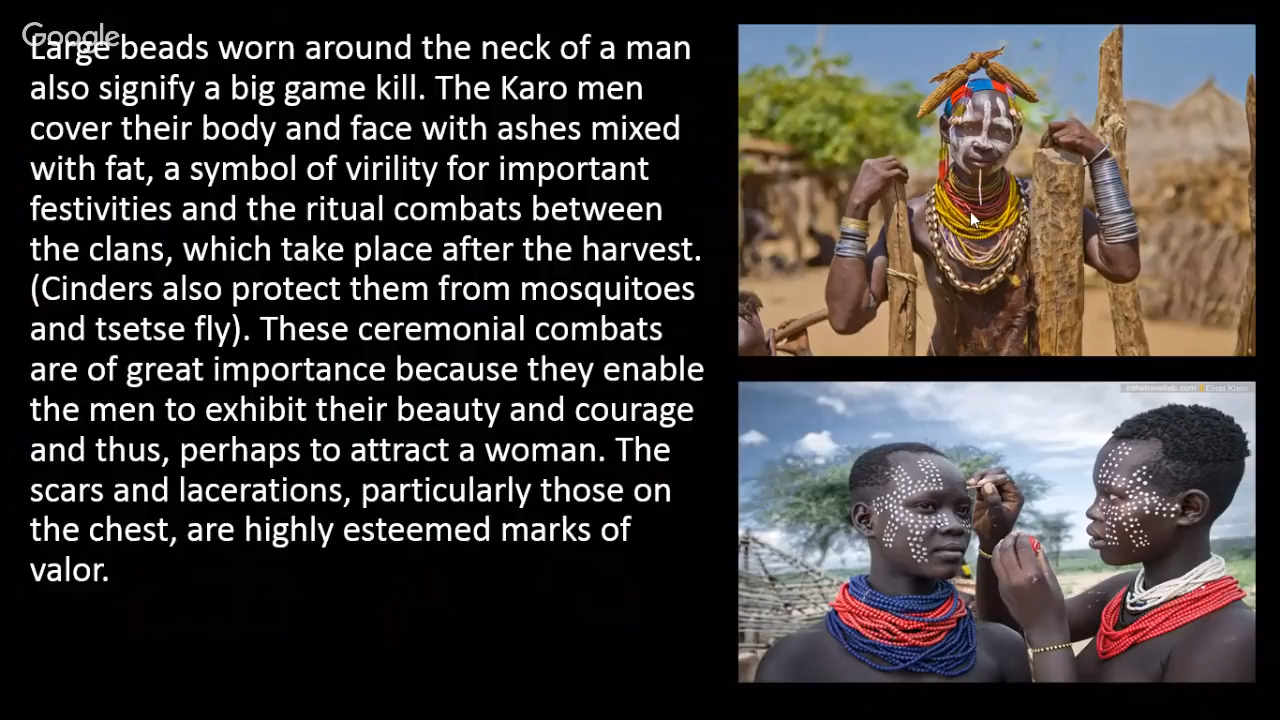 Google
Large beads worn around the neck of a man
also signify a big game kill. The Karo men
cover their body and face with ashes mixed
with fat, a symbol of virility for important
festivities and the ritual combats between
the clans, which take place after the harvest.
(Cinders also protect them from mosquitoes
and tsetse fly). These ceremonial combats
are of great importance because they enable
the men to exhibit their beauty and courage
and thus, perhaps to attract a woman. The
scars and lacerations, particularly those on
the chest, are highly esteemed marks of
valor.
inthetravellab.com Einat Klein